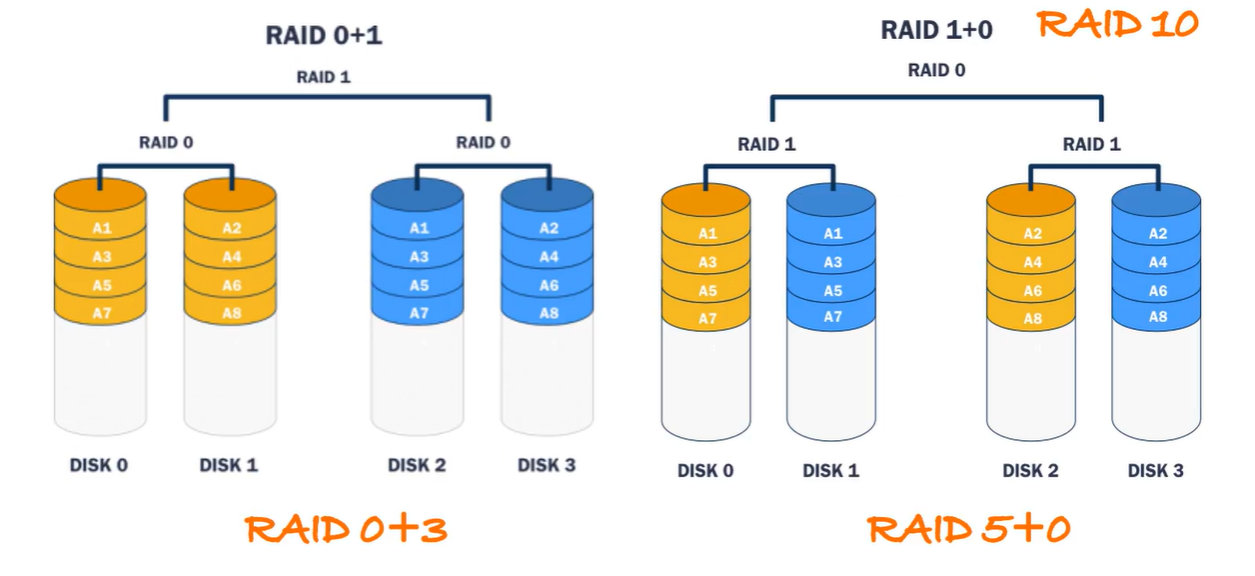 RAID 0+1
RAID 1
RAID 0 RAID 0
A1 A2 A1 A2
A3 A4 A3 A4
A5 A6 A5 A6
A7 A8 A7 A8
DISK 0 DISK 1 DISK 2 DISK 3
RAID 0+3
RAID 1+0 RAID 10
RAID 0
RAID 1 RAID 1
A1 A1 A2 A2
A3 A3 A4 A4
A5 A5 A6 A6
A7 A7 A8 A8
DISK 0 DISK 1 DISK 2 DISK 3
RAID 5+0